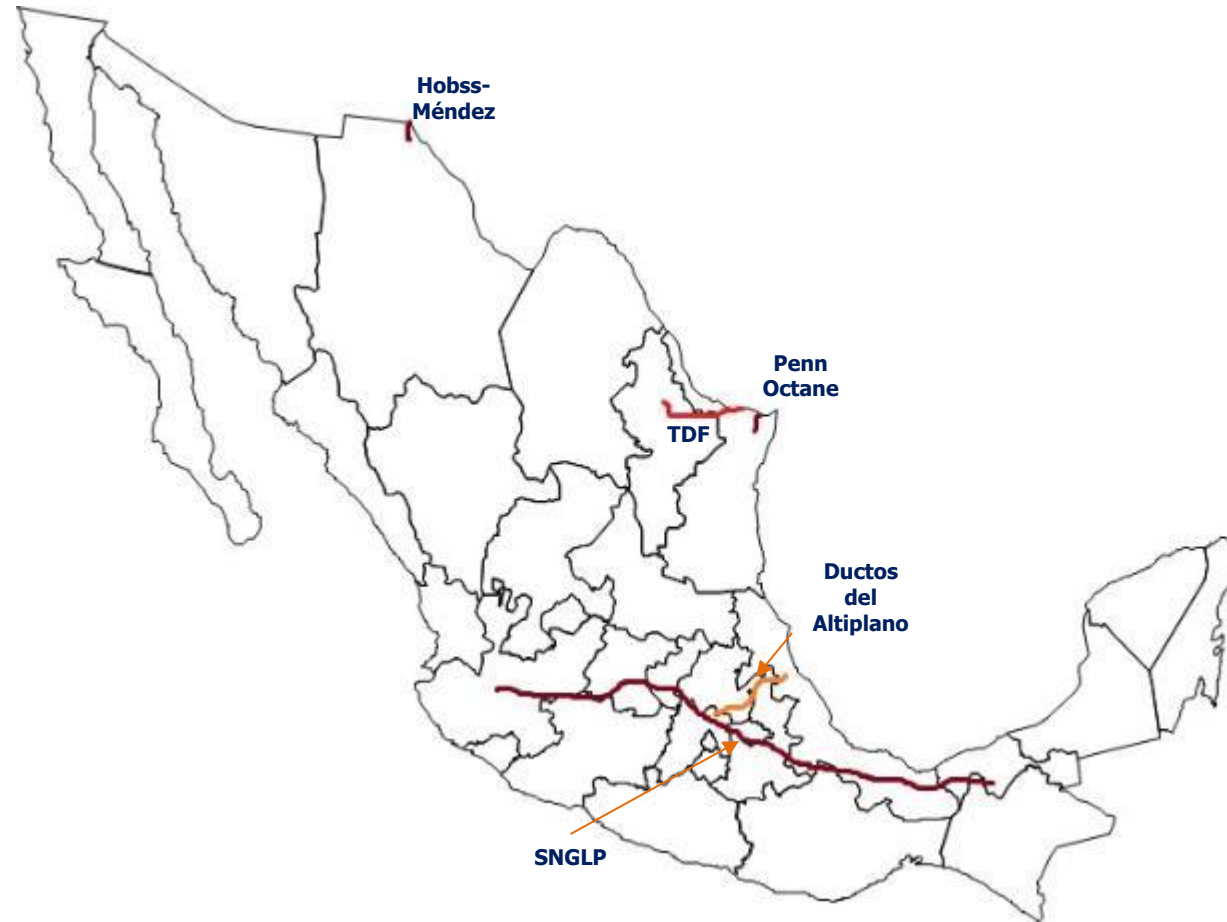 Hobss-
Méndez
Penn
Octane
TDF
Ductos
del
Altiplano
SNGLP